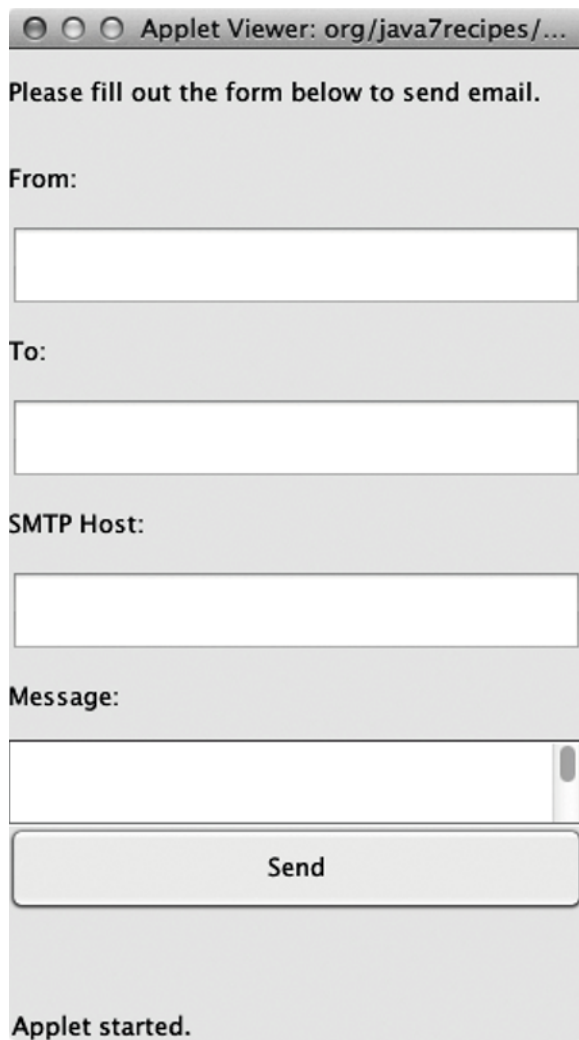 Applet Viewer: org/java7recipes/...
Please fill out the form below to send email.
From:
To:
SMTP Host:
Message:
Send
Applet started.